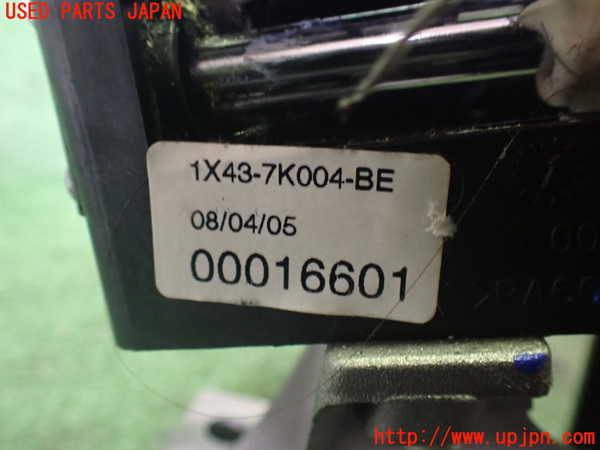 USED PARTS JAPAN
1X43-7K004-BE
08/04/05
00016601
http://www.upjpn.com/